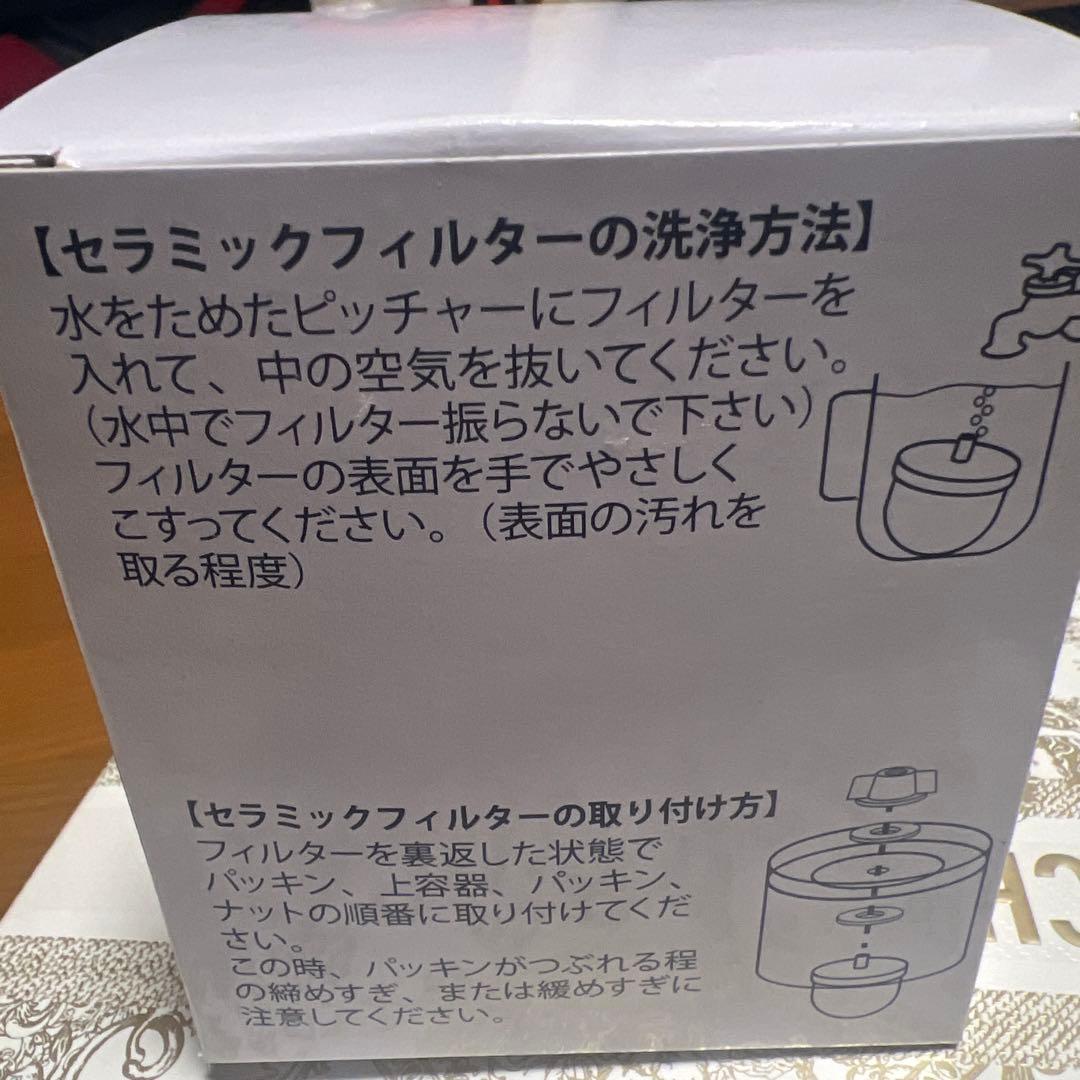 【セラミックフィルターの洗浄方法】
水をためたピッチャーにフィルターを
入れて、中の空気を抜いてください。
（水中でフィルター振らないで下さい）
フィルターの表面を手でやさしく
こすってください。（表面の汚れを
取る程度）
【セラミックフィルターの取り付け方】
フィルターを裏返した状態で
パッキン、上容器、パッキン、
ナットの順番に取り付けてくだ
さい。
この時、パッキンがつぶれる程
の締めすぎ、または緩めすぎに
注意してください。
CH